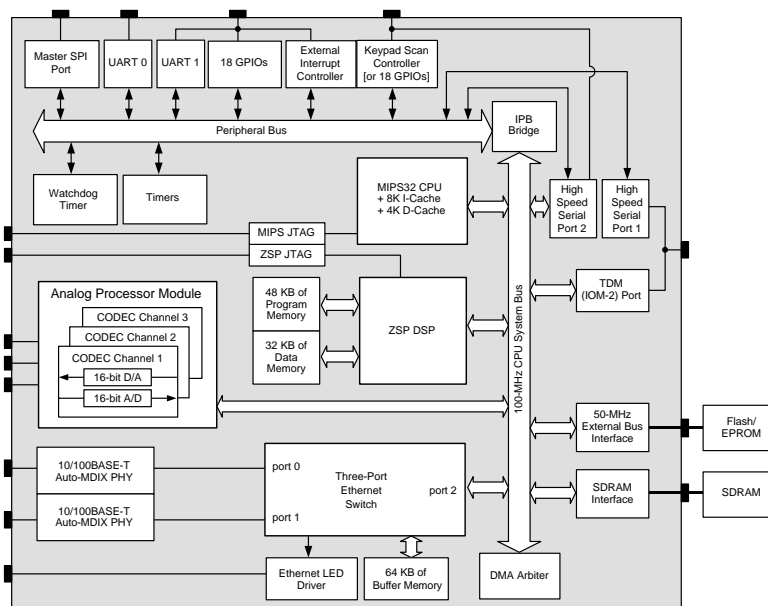 Master SPI
Port
UART 0
UART 1
18 GPIOs
External
Interrupt
Controller
Keypad Scan
Controller
[or 18 GPIOs]
Peripheral Bus
IPB
Bridge
Watchdog
Timer
Timers
MIPS32 CPU
+ 8K I-Cache
+ 4K D-Cache
High
Speed
Serial
Port 2
High
Speed
Serial
Port 1
MIPS JTAG
ZSP JTAG
Analog Processor Module
CODEC Channel 3
CODEC Channel 2
CODEC Channel 1
16-bit D/A
16-bit A/D
48 KB of
Program
Memory
32 KB of
Data
Memory
ZSP DSP
100-MHz CPU System Bus
TDM
(IOM-2) Port
50-MHz
External Bus
Interface
Flash/
EPROM
10/100BASE-T
Auto-MDIX PHY
10/100BASE-T
Auto-MDIX PHY
port 0
Three-Port
Ethernet
Switch
port 2
port 1
SDRAM
Interface
SDRAM
Ethernet LED
Driver
64 KB of
Buffer Memory
DMA Arbiter